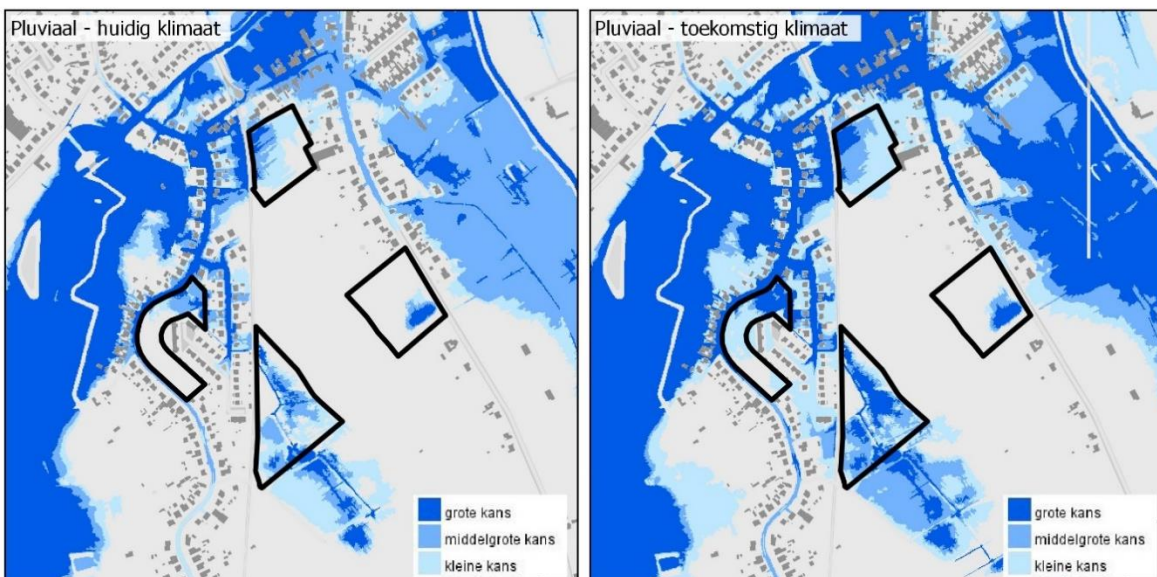 Pluviaal - huidig klimaat
grote kans
middelgrote kans
kleine kans
Pluviaal - toekomstig klimaat
grote kans
middelgrote kans
kleine kans